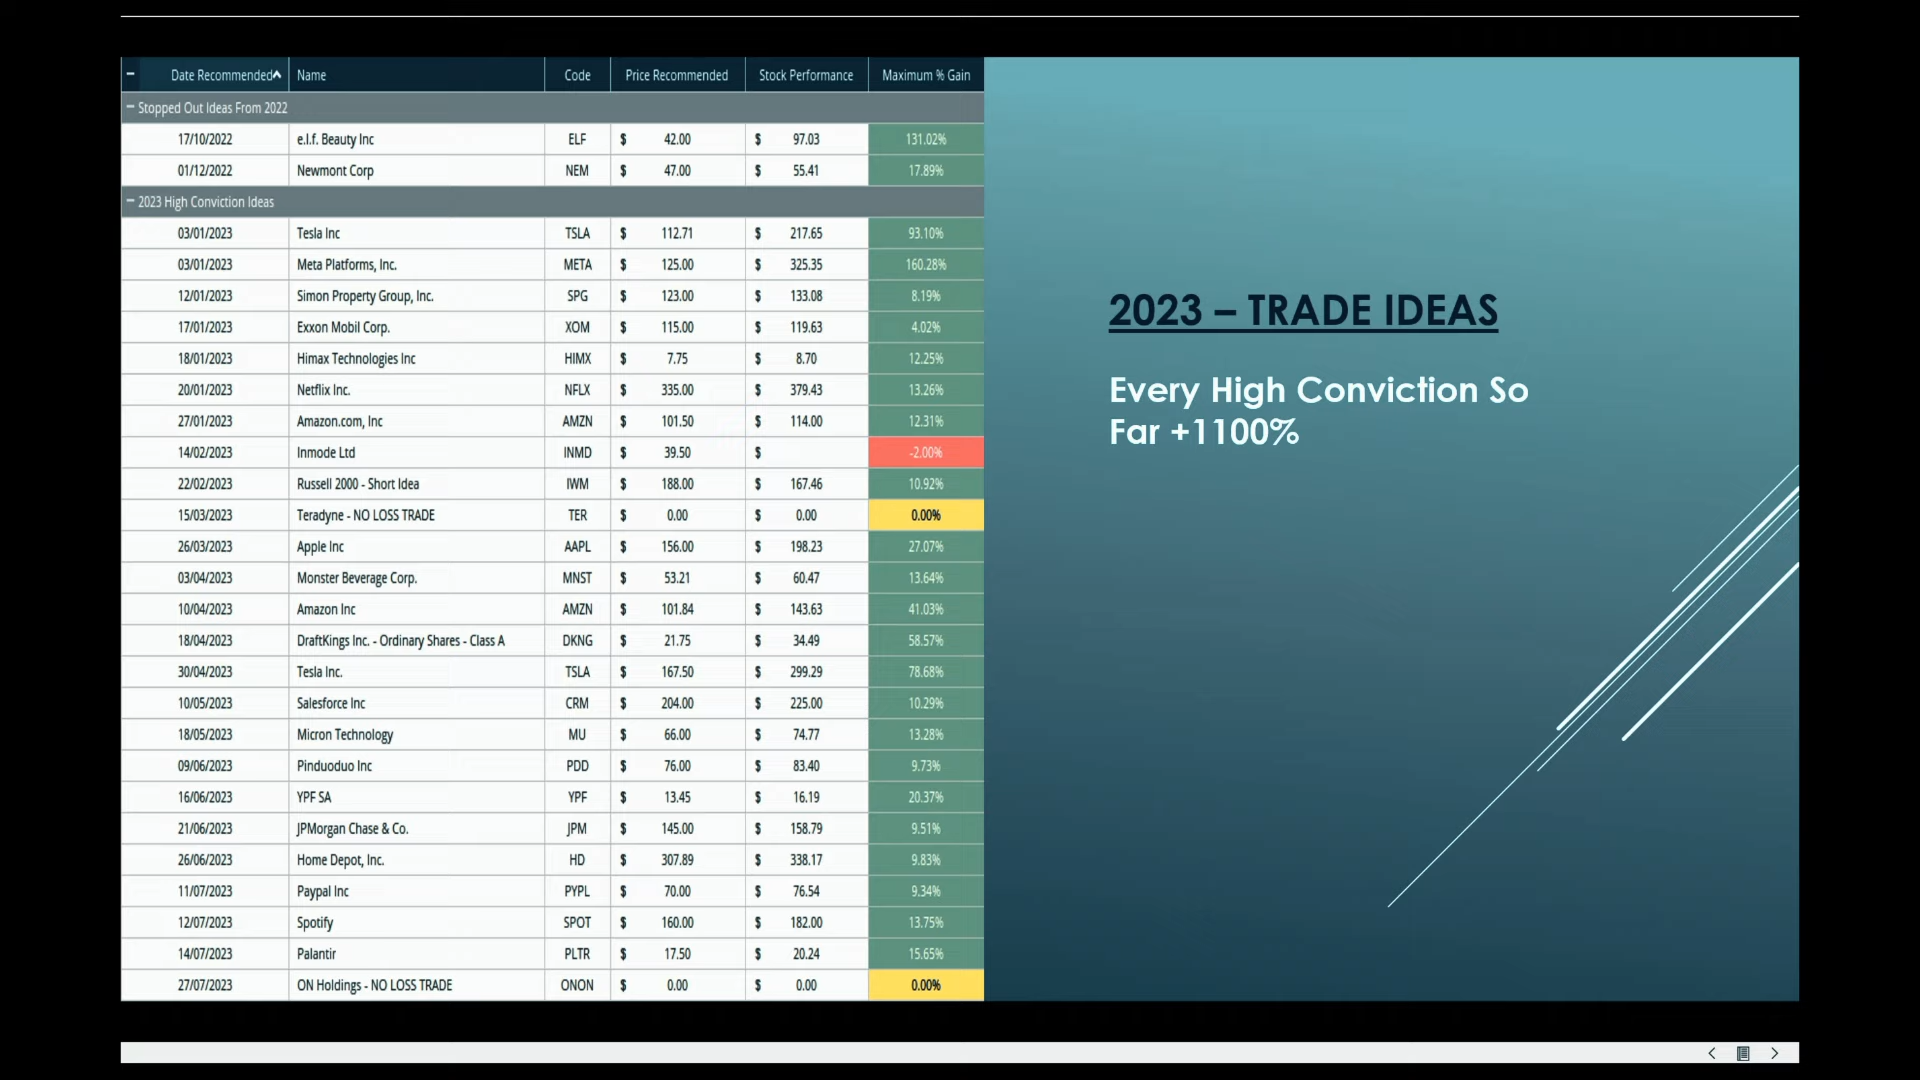 Date Recommended Name Code Price Recommended Stock Performance Maximum % Gain
Stopped Out Ideas From 2022
17/10/2022 e.l.f. Beauty Inc ELF $ 42.00 $ 97.03 131.02%
01/12/2022 Newmont Corp NEM $ 47.00 $ 55.41 17.89%
2023 High Conviction Ideas
03/01/2023 Tesla Inc TSLA $ 112.71 $ 217.65 93.10%
03/01/2023 Meta Platforms, Inc. META $ 125.00 $ 325.35 160.28%
12/01/2023 Simon Property Group, Inc. SPG $ 123.00 $ 133.08 8.19%
17/01/2023 Exxon Mobil Corp. XOM $ 115.00 $ 119.63 4.02%
18/01/2023 Himax Technologies Inc HIMX $ 7.75 $ 8.70 12.25%
20/01/2023 Netflix Inc. NFLX $ 335.00 $ 379.43 13.26%
27/01/2023 Amazon.com, Inc AMZN $ 101.50 $ 114.00 12.31%
14/02/2023 Inmode Ltd INMD $ 39.50 $ -2.00%
22/02/2023 Russell 2000 - Short Idea IWM $ 188.00 $ 167.46 10.92%
15/03/2023 Teradyne - NO LOSS TRADE TER $ 0.00 $ 0.00 0.00%
26/03/2023 Apple Inc AAPL $ 156.00 $ 198.23 27.07%
03/04/2023 Monster Beverage Corp. MNST $ 53.21 $ 60.47 13.64%
10/04/2023 Amazon Inc AMZN $ 101.84 $ 143.63 41.03%
18/04/2023 DraftKings Inc. - Ordinary Shares - Class A DKNG $ 21.75 $ 34.49 58.57%
30/04/2023 Tesla Inc. TSLA $ 167.50 $ 299.29 78.68%
10/05/2023 Salesforce Inc CRM $ 204.00 $ 225.00 10.29%
18/05/2023 Micron Technology MU $ 66.00 $ 74.77 13.28%
09/06/2023 Pinduoduo Inc PDD $ 76.00 $ 83.40 9.73%
16/06/2023 YPF SA YPF $ 13.45 $ 16.19 20.37%
21/06/2023 JPMorgan Chase & Co. JPM $ 145.00 $ 158.79 9.51%
26/06/2023 Home Depot, Inc. HD $ 307.89 $ 338.17 9.83%
11/07/2023 Paypal Inc PYPL $ 70.00 $ 76.54 9.34%
12/07/2023 Spotify SPOT $ 160.00 $ 182.00 13.75%
14/07/2023 Palantir PLTR $ 17.50 $ 20.24 15.65%
27/07/2023 ON Holdings - NO LOSS TRADE ONON $ 0.00 $ 0.00 0.00%
2023 – TRADE IDEAS
Every High Conviction So
Far +1100%